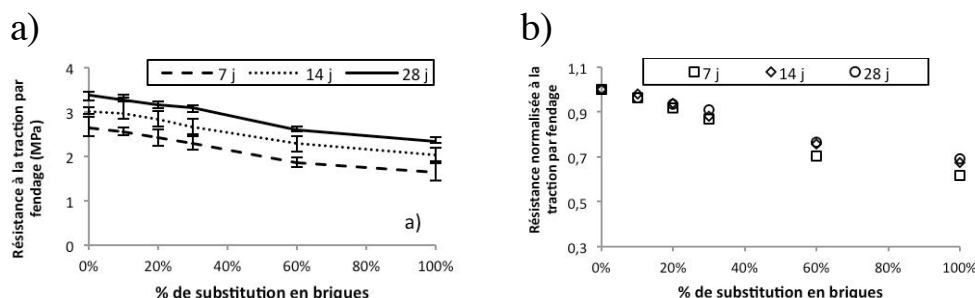 a)
b)
Résistance à la traction par
fendage (MPa)
7 j 14 j 28 j
4
3
2
1
0
a)
0% 20% 40% 60% 80% 100%
% de substitution en briques
Résistance normalisée à la
traction par fendage
7 j 14 j 28 j
1,1
0,9
0,7
0,5
0,3
0% 20% 40% 60% 80% 100%
% de substitution en briques